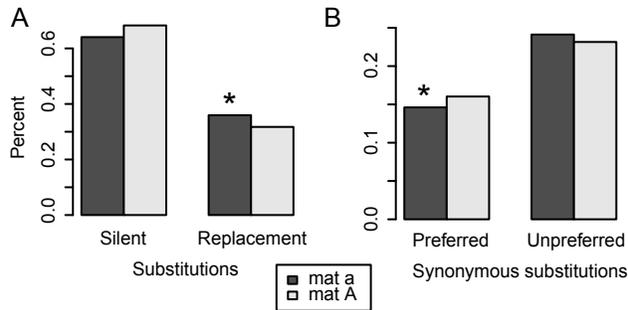 A
B
Percent
0.6
0.4
0.2
0.0
*
Silent
Replacement
Substitutions
0.2
0.1
0.0
*
Preferred
Unpreferred
Synonymous substitutions
mat a
mat A